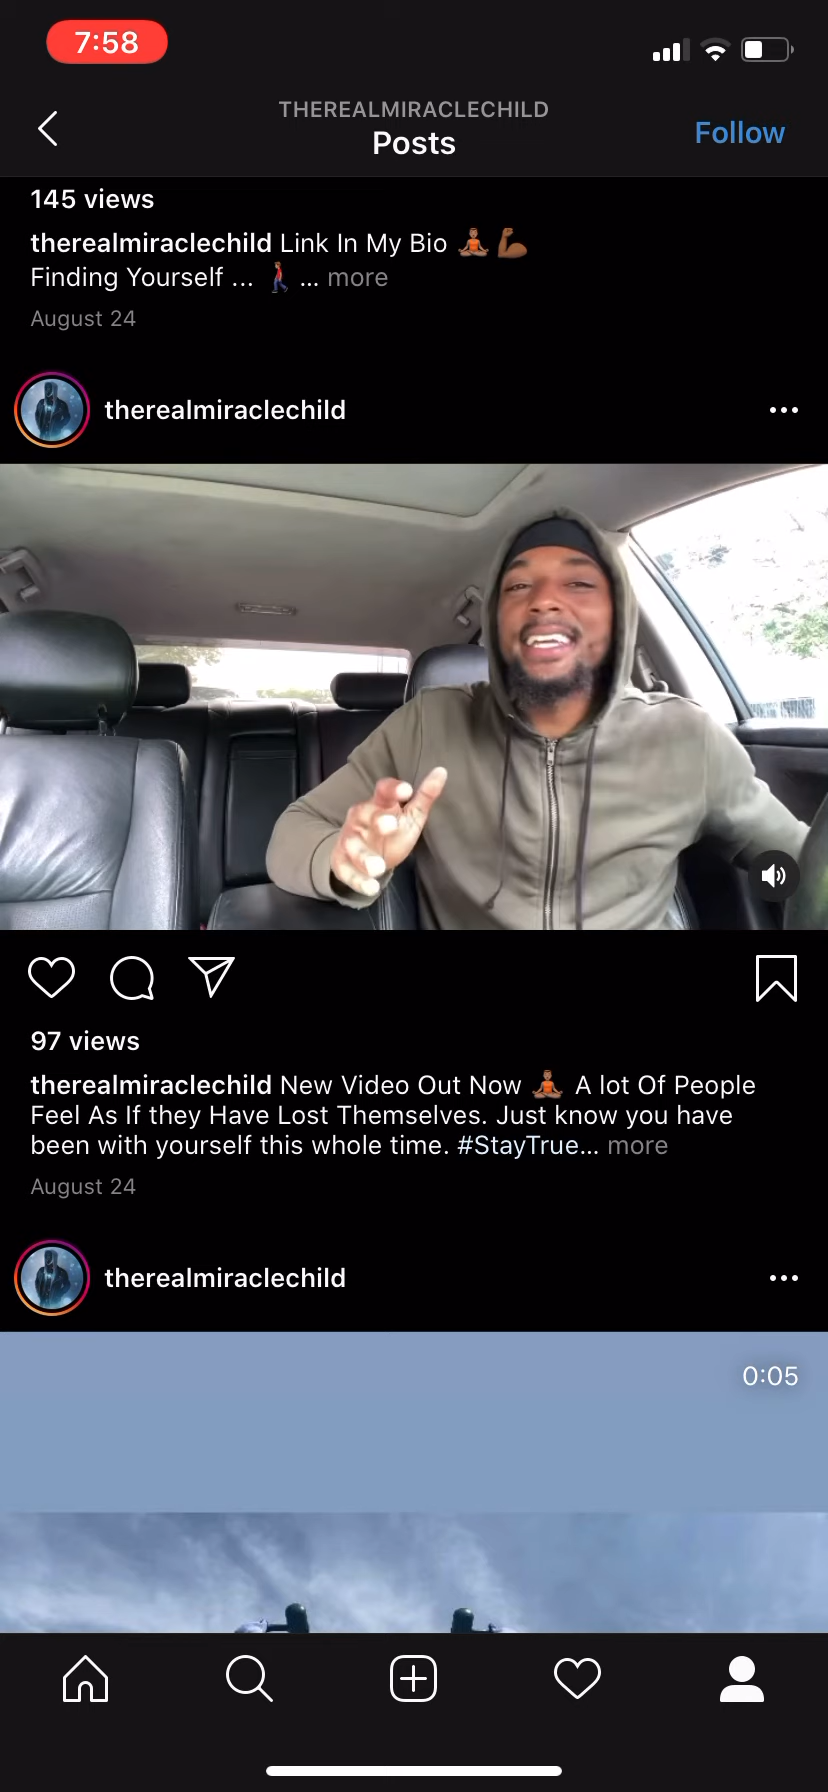 7:58
THEREALMIRACLECHILD
Posts
Follow
145 views
therealmiraclechild Link In My Bio 🧘🏾‍♂️ 💪🏾
Finding Yourself ... 🚶🏾‍♂️ ... more
August 24
therealmiraclechild
97 views
therealmiraclechild New Video Out Now 🧘🏾‍♂️ A lot Of People
Feel As If they Have Lost Themselves. Just know you have
been with yourself this whole time. #StayTrue... more
August 24
therealmiraclechild
0:05